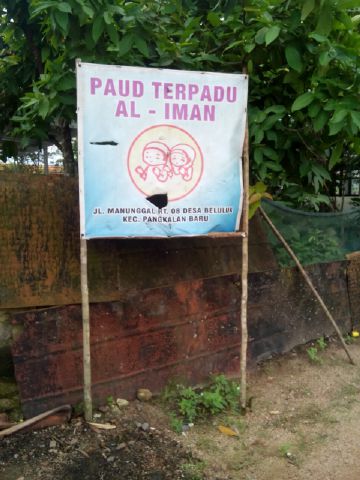 PAUD TERPADU
AL - IMAN
JL. MANUNGGAL RT. 08 DESA BELULUK
KEC. PANGKALAN BARU